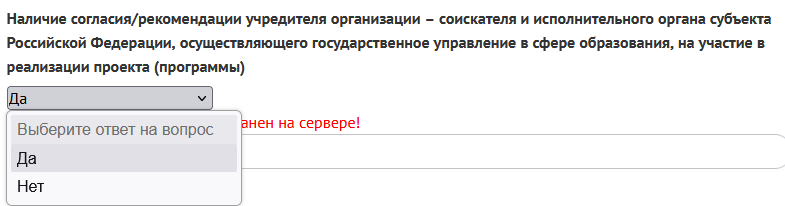 Наличие согласия/рекомендации учредителя организации – соискателя и исполнительного органа субъекта
Российской Федерации, осуществляющего государственное управление в сфере образования, на участие в
реализации проекта (программы)
Да
Выберите ответ на вопрос
на сервере!
Да
Нет